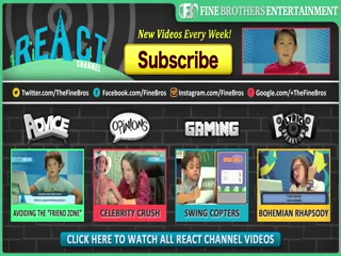 FINE BROTHERS ENTERTAINMENT
REACT
CHANNEL
New Videos Every Week!
Subscribe
Twitter.com/TheFineBros
Facebook.com/FineBros
Instagram.com/FineBros
Google.com/+TheFineBros
ADVICE
OPINIONS
GAMING
LYRIC
AVOIDING THE "FRIEND ZONE"
CELEBRITY CRUSH
SWING COPTERS
BOHEMIAN RHAPSODY
CLICK HERE TO WATCH ALL REACT CHANNEL VIDEOS